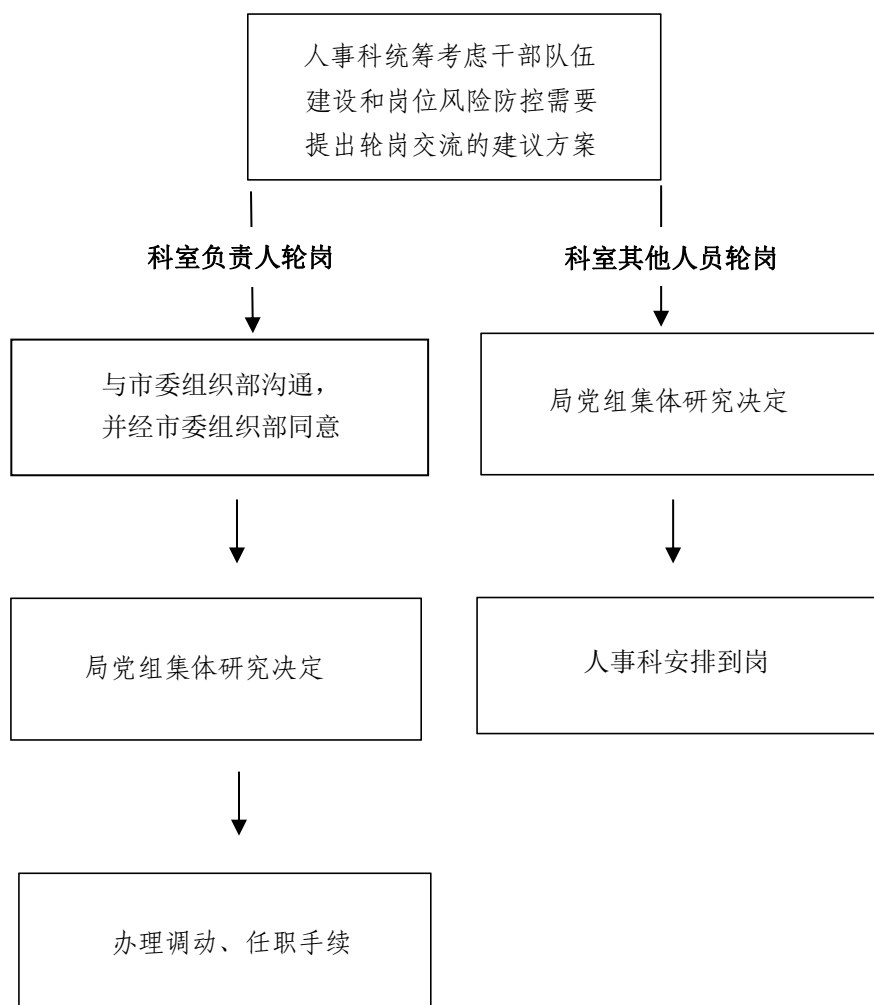 人事科统筹考虑干部队伍
建设和岗位风险防控需要
提出轮岗交流的建议方案
科室负责人轮岗
科室其他人员轮岗
与市委组织部沟通，
并经市委组织部同意
局党组集体研究决定
局党组集体研究决定
人事科安排到岗
办理调动、任职手续